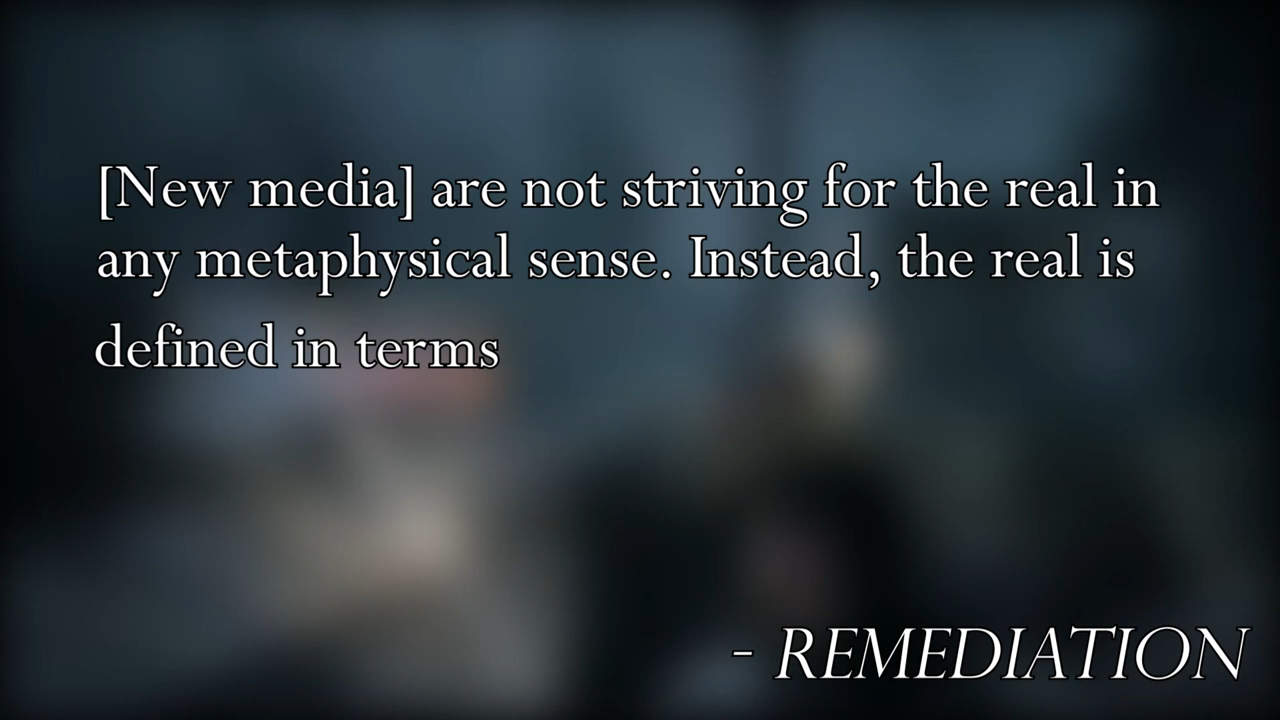 [New media] are not striving for the real in
any metaphysical sense. Instead, the real is
defined in terms
- REMEDIATION